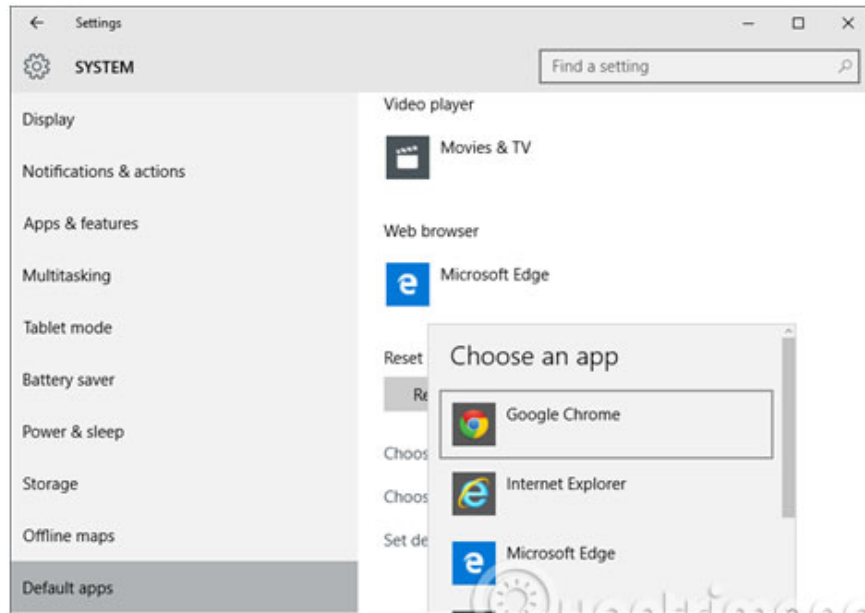 Settings
SYSTEM
Find a setting
Display
Notifications & actions
Apps & features
Multitasking
Tablet mode
Battery saver
Power & sleep
Storage
Offline maps
Default apps
Video player
Movies & TV
Web browser
Microsoft Edge
Reset
Choose an app
Google Chrome
Internet Explorer
Microsoft Edge